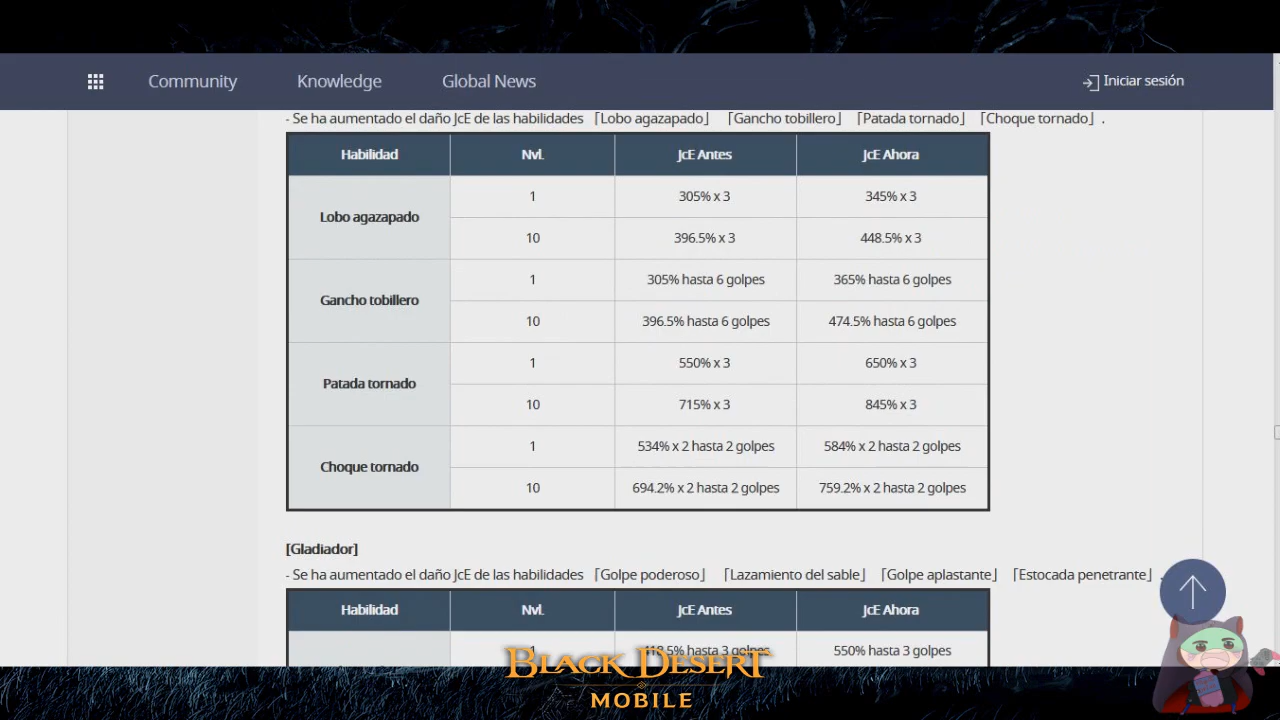 Community Knowledge Global News Iniciar sesión
- Se ha aumentado el daño JcE de las habilidades ⌈Lobo agazapado⌋ ⌈Gancho tobillero⌋ ⌈Patada tornado⌋ ⌈Choque tornado⌋ .
Habilidad Nvl. JcE Antes JcE Ahora
Lobo agazapado 1 305% x 3 345% x 3
10 396.5% x 3 448.5% x 3
Gancho tobillero 1 305% hasta 6 golpes 365% hasta 6 golpes
10 396.5% hasta 6 golpes 474.5% hasta 6 golpes
Patada tornado 1 550% x 3 650% x 3
10 715% x 3 845% x 3
Choque tornado 1 534% x 2 hasta 2 golpes 584% x 2 hasta 2 golpes
10 694.2% x 2 hasta 2 golpes 759.2% x 2 hasta 2 golpes
[Gladiador]
- Se ha aumentado el daño JcE de las habilidades ⌈Golpe poderoso⌋ ⌈Lazamiento del sable⌋ ⌈Golpe aplastante⌋ ⌈Estocada penetrante⌋ .
Habilidad Nvl. JcE Antes JcE Ahora
1 hasta 3 golpes 550% hasta 3 golpes
BLACK DESERT
MOBILE